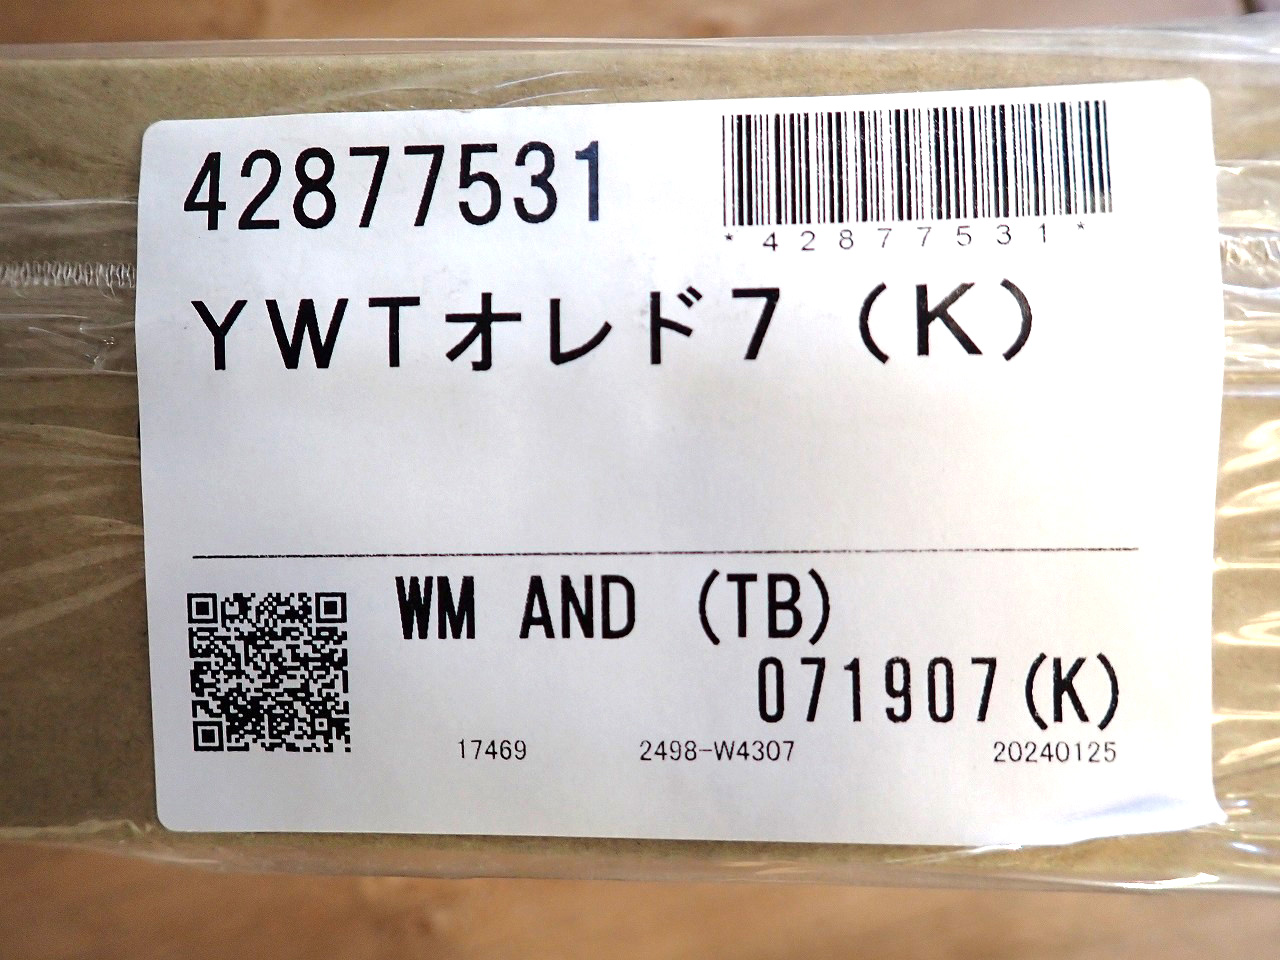 42877531
*42877531*
YWTオレド7（K）
WM AND (TB)
071907(K)
17469 2498-W4307 20240125